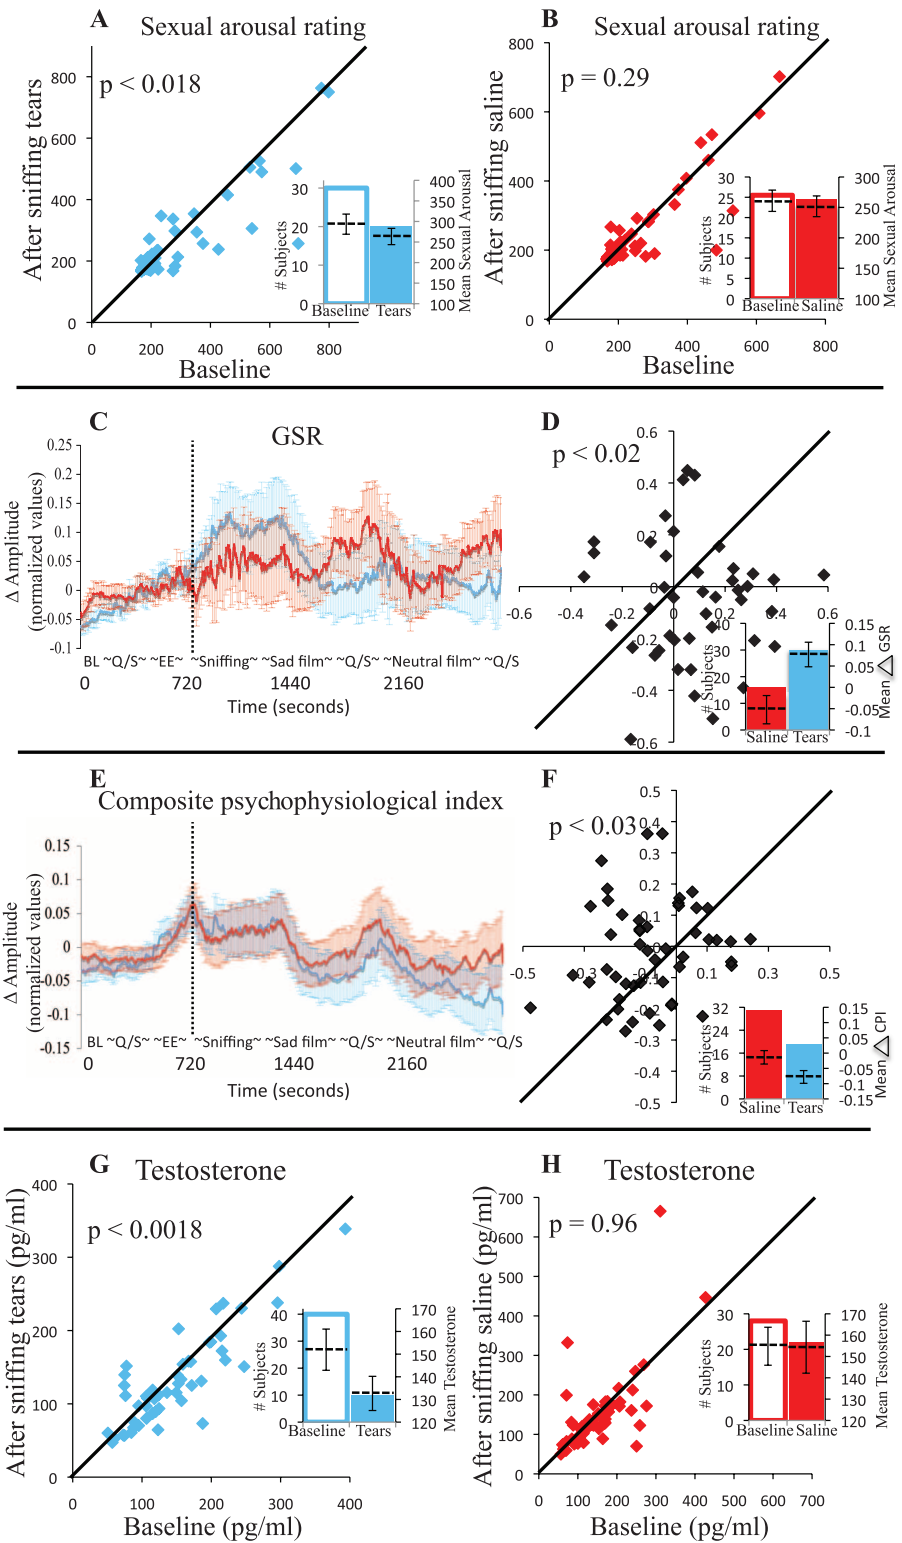 A
Sexual arousal rating
p < 0.018
After sniffing tears
800
600
400
200
0
0 200 400 600 800
Baseline
# Subjects
30
20
10
0
Baseline Tears
400
350
300
250
200
150
100
Mean Sexual Arousal
B
Sexual arousal rating
p = 0.29
After sniffing saline
800
600
400
200
0
0 200 400 600 800
Baseline
# Subjects
30
25
20
15
10
5
0
Baseline Saline
300
250
200
150
100
Mean Sexual Arousal
C
GSR
Δ Amplitude
(normalized values)
0.25
0.2
0.15
0.1
0.05
0
-0.05
-0.1
BL ~Q/S~ ~EE~ ~Sniffing~ ~Sad film~ ~Q/S~ ~Neutral film~ ~Q/S
0 720 1440 2160
Time (seconds)
D
p < 0.02
0.6
0.4
0.2
0
-0.2
-0.4
-0.6
-0.6 -0.4 -0.2 0 0.2 0.4 0.6
# Subjects
40
30
20
10
0
Saline Tears
0.15
0.1
0.05
0
-0.05
-0.1
Mean △ GSR
E
Composite psychophysiological index
Δ Amplitude
(normalized values)
0.15
0.1
0.05
0
-0.05
-0.1
-0.15
BL ~Q/S~ ~EE~ ~Sniffing~ ~Sad film~ ~Q/S~ ~Neutral film~ ~Q/S
0 720 1440 2160
Time (seconds)
F
p < 0.03
0.5
0.4
0.3
0.2
0.1
0
-0.1
-0.2
-0.3
-0.4
-0.5
-0.5 -0.3 -0.1 0.1 0.3 0.5
# Subjects
32
24
16
8
0
Saline Tears
0.15
0.1
0.05
0
-0.05
-0.1
-0.15
Mean △ CPI
G
Testosterone
p < 0.0018
After sniffing tears (pg/ml)
400
300
200
100
0
0 100 200 300 400
Baseline (pg/ml)
# Subjects
40
30
20
10
0
Baseline Tears
170
160
150
140
130
120
Mean Testosterone
H
Testosterone
p = 0.96
After sniffing saline (pg/ml)
700
600
500
400
300
200
100
0
0 100 200 300 400 500 600 700
Baseline (pg/ml)
# Subjects
30
20
10
0
Baseline Saline
170
160
150
140
130
120
Mean Testosterone